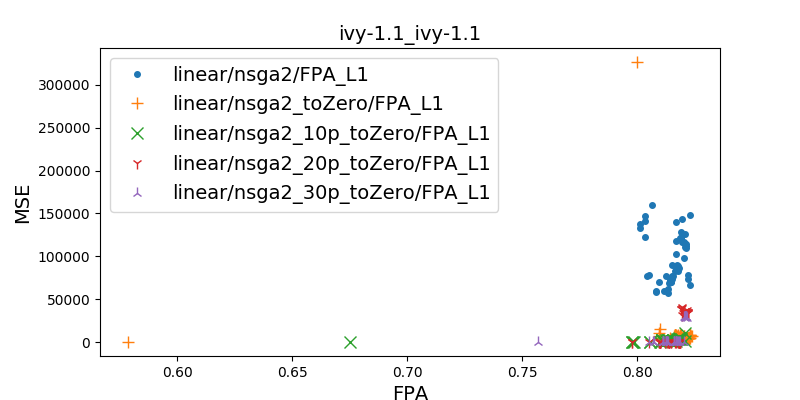 ivy-1.1_ivy-1.1
linear/nsga2/FPA_L1
linear/nsga2_toZero/FPA_L1
linear/nsga2_10p_toZero/FPA_L1
linear/nsga2_20p_toZero/FPA_L1
linear/nsga2_30p_toZero/FPA_L1
MSE
300000
250000
200000
150000
100000
50000
0
0.60 0.65 0.70 0.75 0.80
FPA